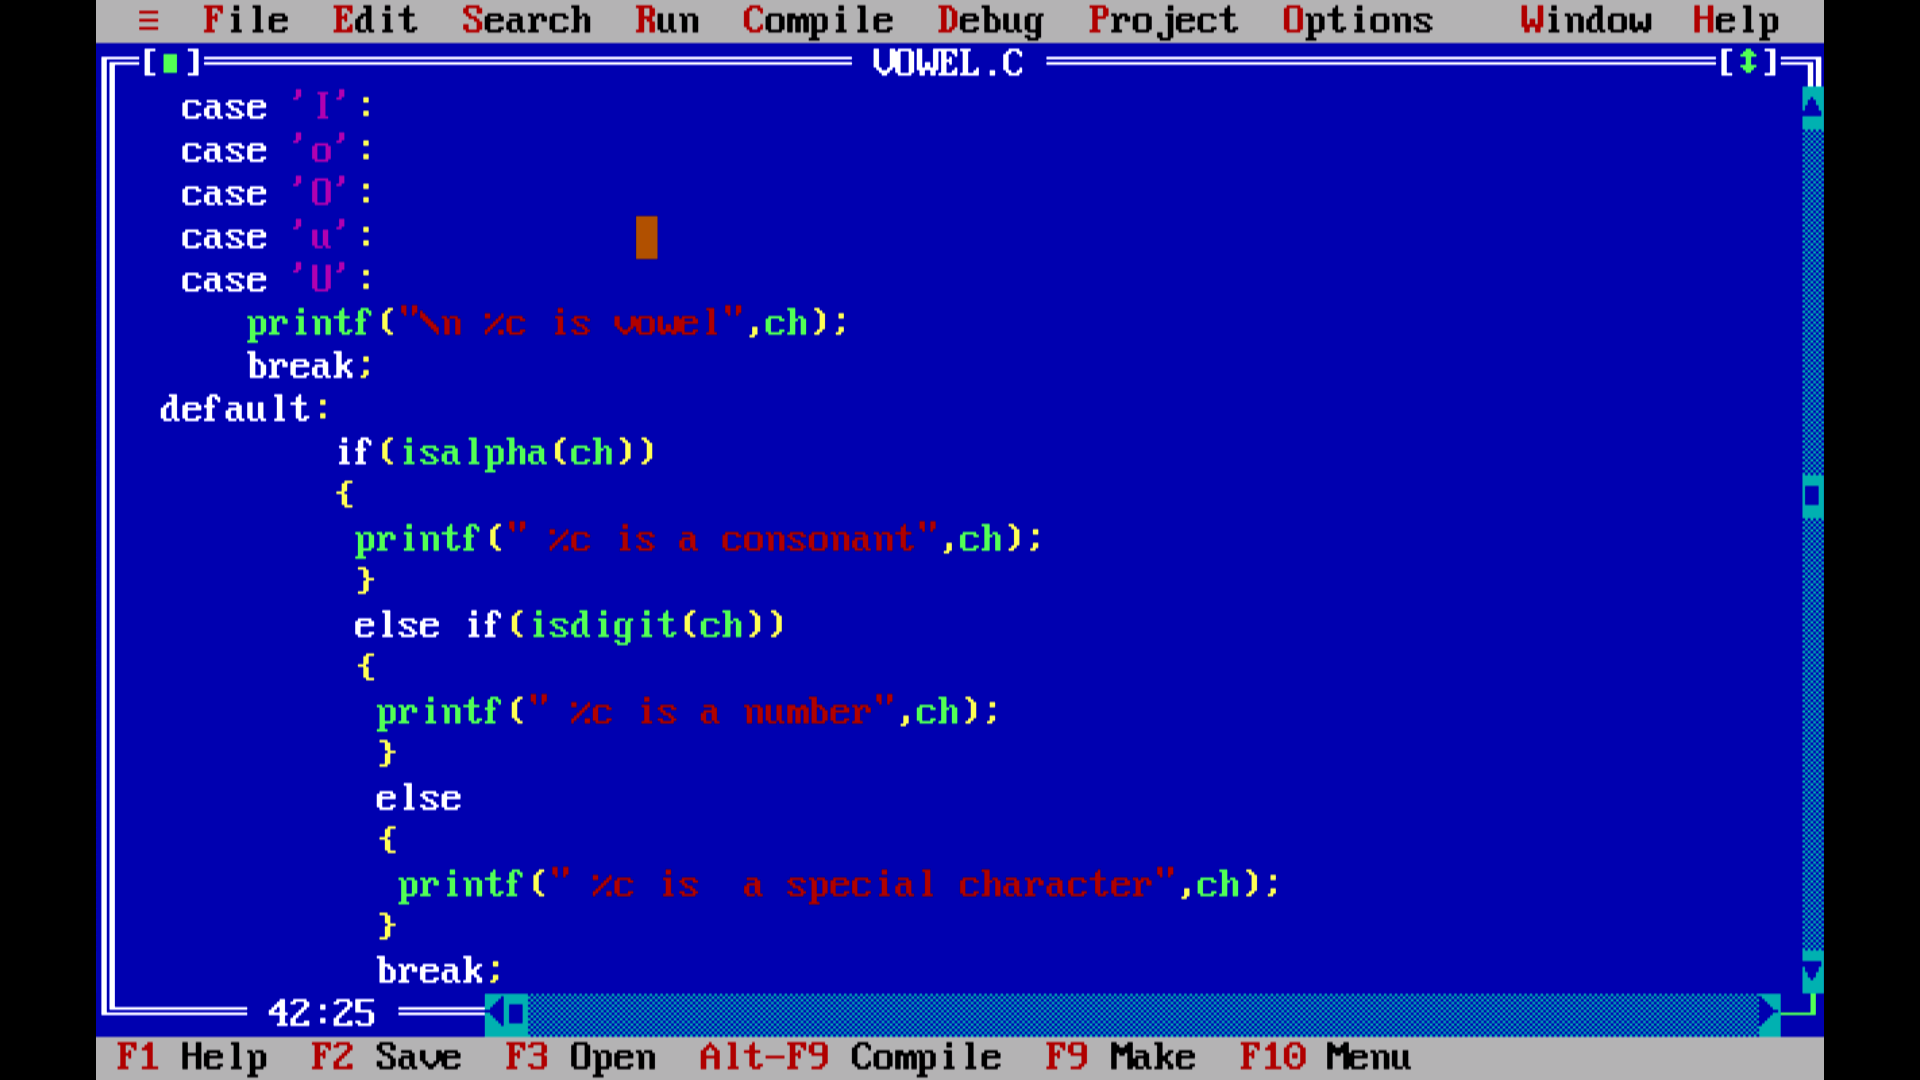 ≡ File Edit Search Run Compile Debug Project Options Window Help
[■] VOWEL.C [↕]
case 'I':
case 'o':
case 'O':
case 'u':
case 'U':
printf("\n %c is vowel",ch);
break;
default:
if(isalpha(ch))
{
printf(" %c is a consonant",ch);
}
else if(isdigit(ch))
{
printf(" %c is a number",ch);
}
else
{
printf(" %c is  a special character",ch);
}
break;
42:25
F1 Help F2 Save F3 Open Alt-F9 Compile F9 Make F10 Menu